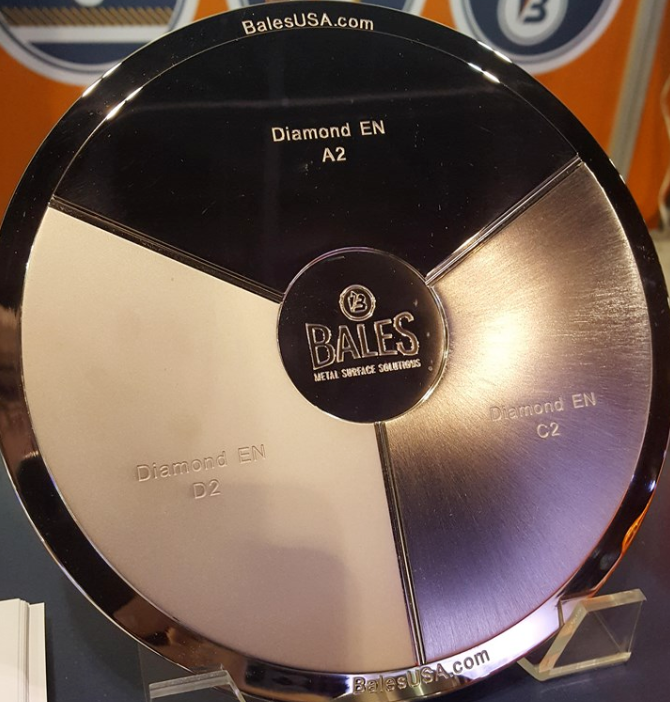 BalesUSA.com
Diamond EN
A2
B
BALES
METAL SURFACE SOLUTIONS
Diamond EN
C2
Diamond EN
D2
BalesUSA.com